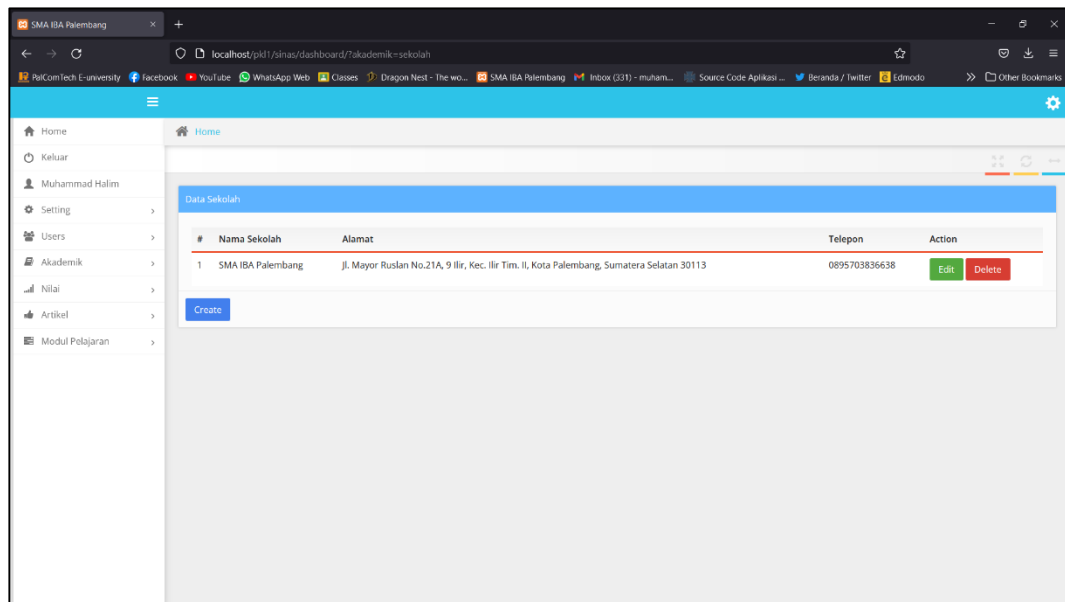 SMA IBA Palembang
localhost/pkl1/sinas/dashboard/?akademik=sekolah
PalComTech E-university Facebook YouTube WhatsApp Web Classes Dragon Nest - The wo... SMA IBA Palembang Inbox (331) - muham... Source Code Aplikasi ... Beranda / Twitter Edmodo Other Bookmarks
Home
Keluar
Muhammad Halim
Setting
Users
Akademik
Nilai
Artikel
Modul Pelajaran
Home
Data Sekolah
# Nama Sekolah Alamat Telepon Action
1 SMA IBA Palembang Jl. Mayor Ruslan No.21A, 9 Ilir, Kec. Ilir Tim. II, Kota Palembang, Sumatera Selatan 30113 0895703836638 Edit Delete
Create